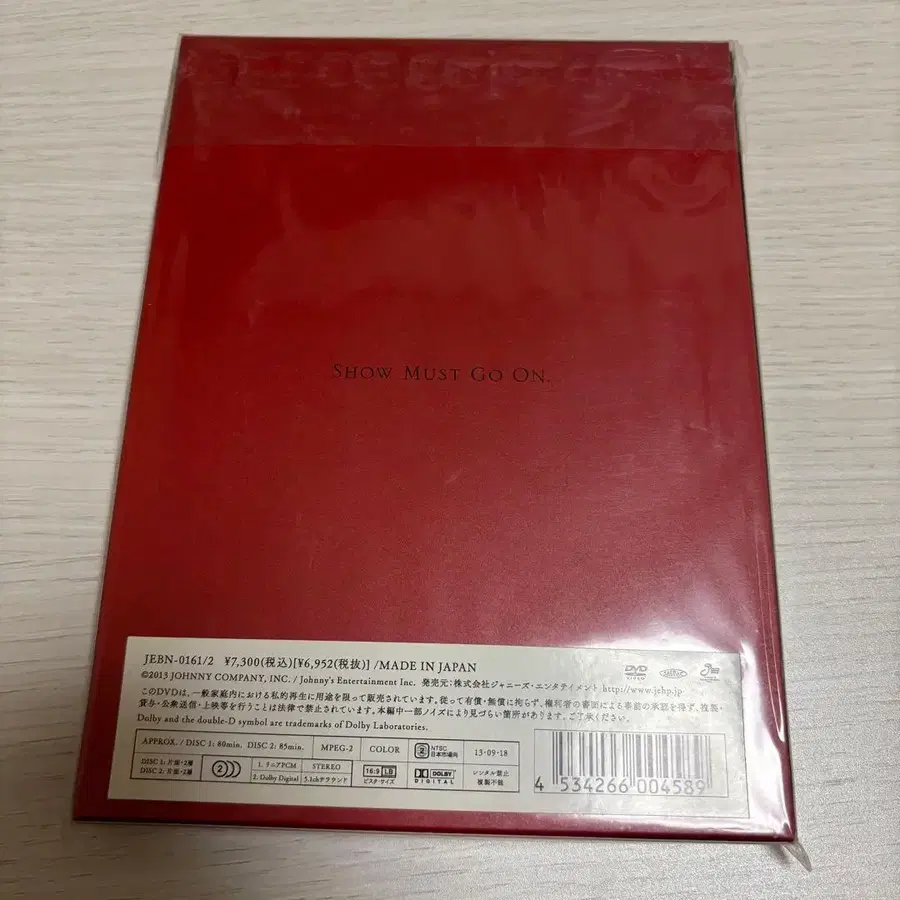 SHOW MUST GO ON.
JEBN-0161/2 ¥7,300(税込)[¥6,952(税抜)] /MADE IN JAPAN
©2013 JOHNNY COMPANY, INC. / Johnny's Entertainment Inc. 発売元:株式会社ジャニーズ・エンタテイメント http://www.jehp.jp
このDVDは、一般家庭内における私的再生に用途を限って販売されています。従って有償・無償に拘らず、権利者の書面による事前の承諾を得ず、複製・
貸与・公衆送信・上映等を行うことは法律で禁止されています。本編中一部ノイズにより見づらい箇所があります。ご了承ください。
Dolby and the double-D symbol are trademarks of Dolby Laboratories.
APPROX. / DISC 1: 80min. DISC 2: 85min. MPEG-2 COLOR 2 NTSC 日本市場向 13・09・18
DISC 1: 片面・2層
DISC 2: 片面・2層
2
1. リニアPCM STEREO
2. Dolby Digital 5.1chサラウンド
16:9 LB
ビスタサイズ
DOLBY
DIGITAL
レンタル禁止
複製不能
DVD
VIDEO
4 534266 004589